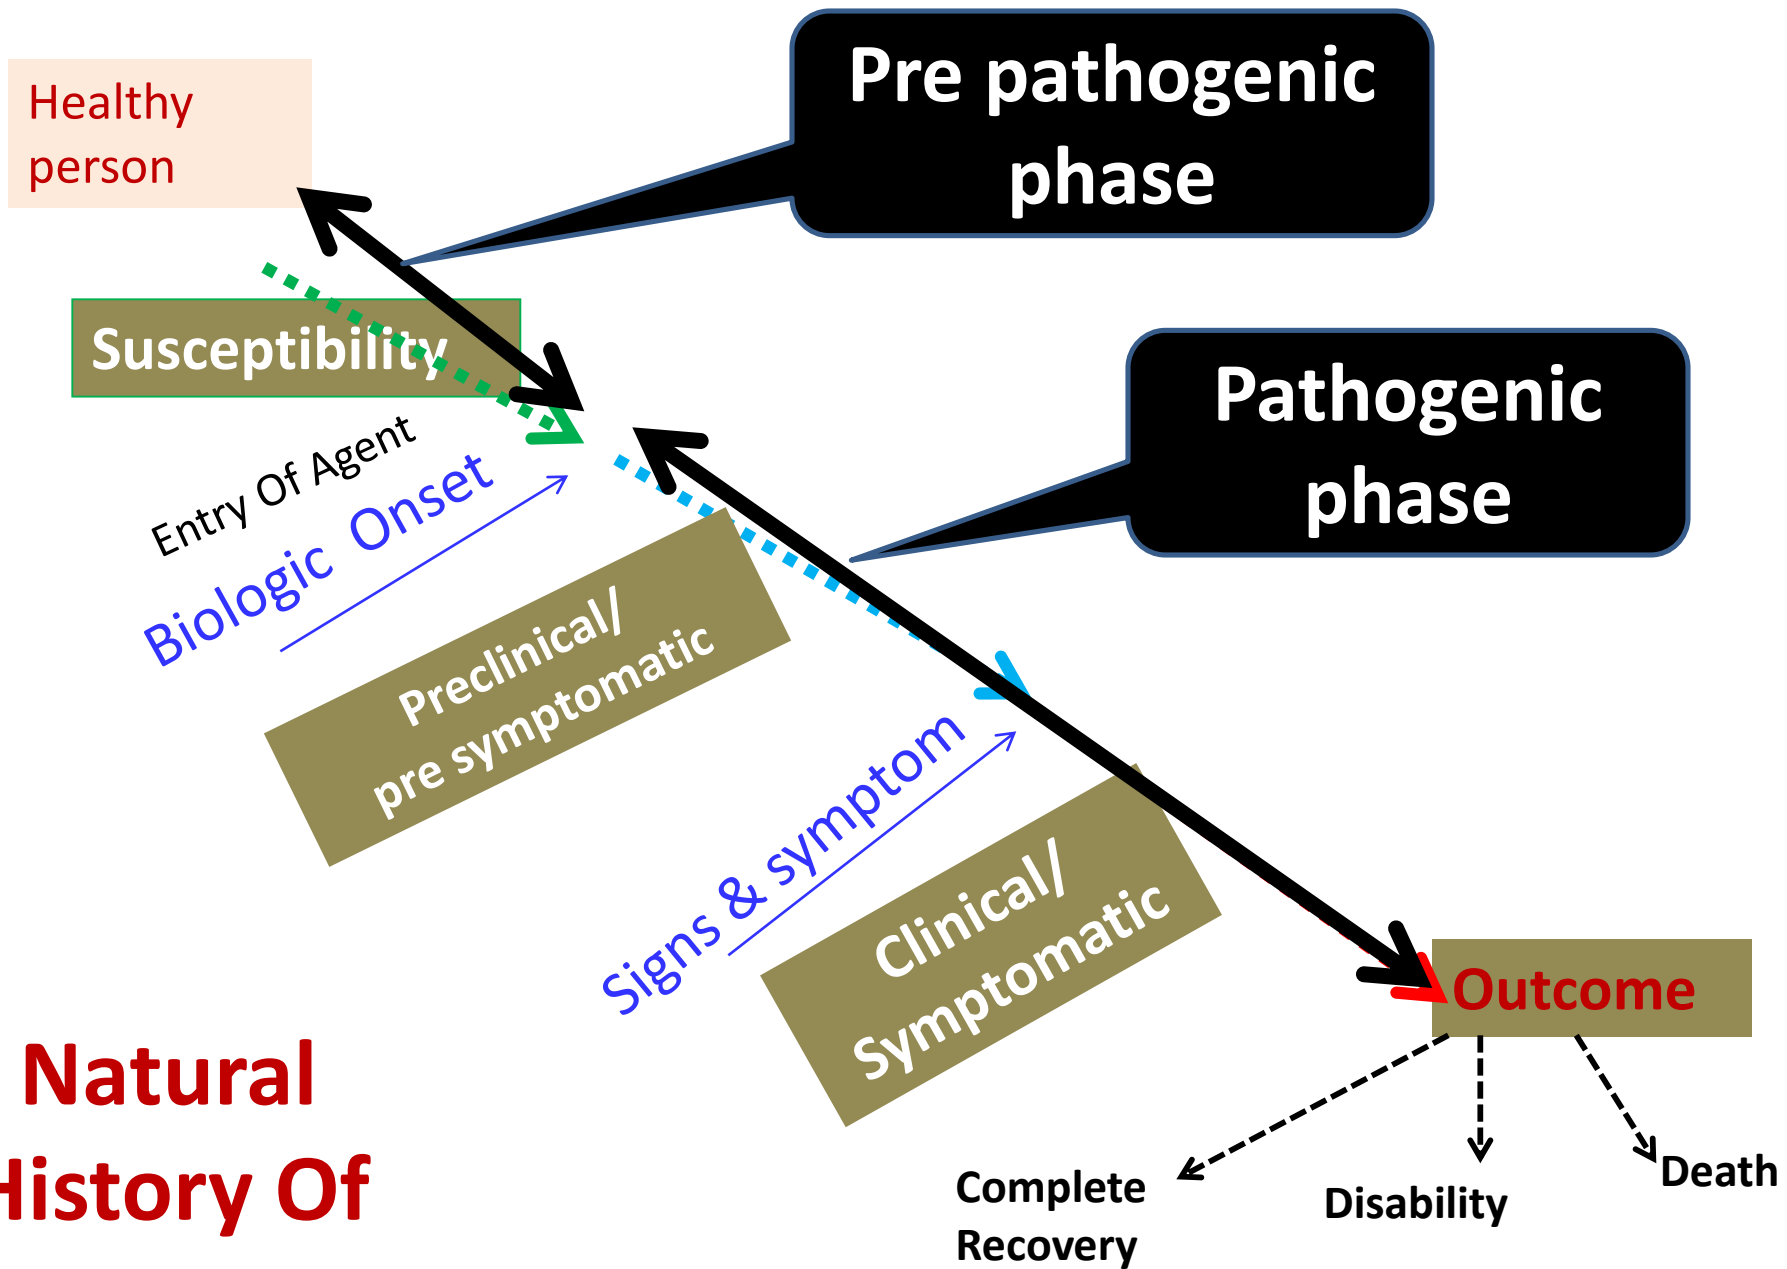 Pre pathogenic
phase
Healthy
person
Susceptibility
Pathogenic
phase
Entry Of Agent
Biologic Onset
Preclinical/
pre symptomatic
Signs & symptom
Clinical/
Symptomatic
Outcome
Natural
History Of
Complete
Recovery
Disability
Death